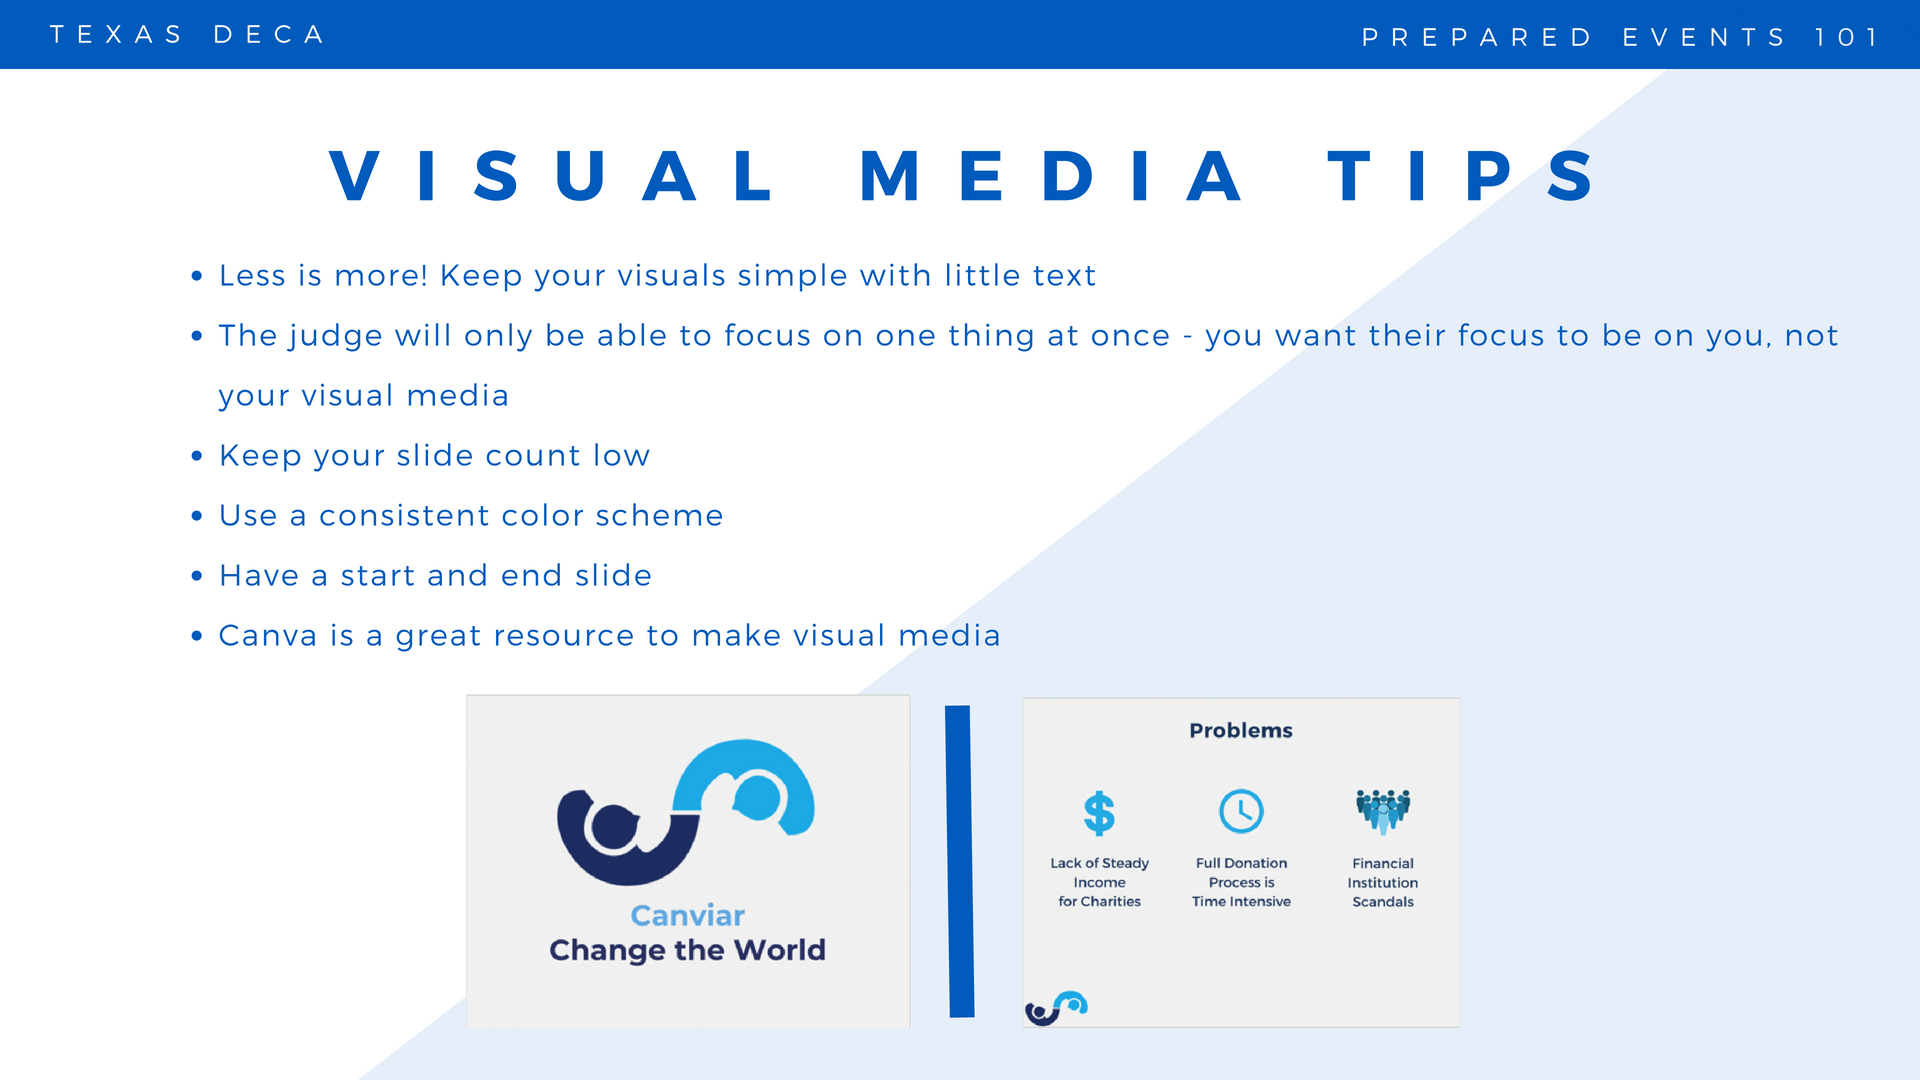 TEXAS DECA
PREPARED EVENTS 101
VISUAL MEDIA TIPS
• Less is more! Keep your visuals simple with little text
• The judge will only be able to focus on one thing at once - you want their focus to be on you, not
your visual media
• Keep your slide count low
• Use a consistent color scheme
• Have a start and end slide
• Canva is a great resource to make visual media
Canviar
Change the World
Problems
$
Lack of Steady
Income
for Charities
Full Donation
Process is
Time Intensive
Financial
Institution
Scandals